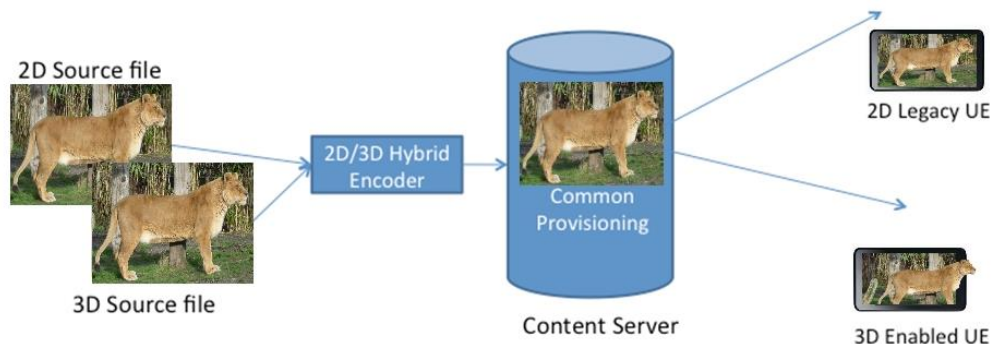 2D Source file
3D Source file
2D/3D Hybrid
Encoder
Common
Provisioning
Content Server
2D Legacy UE
3D Enabled UE